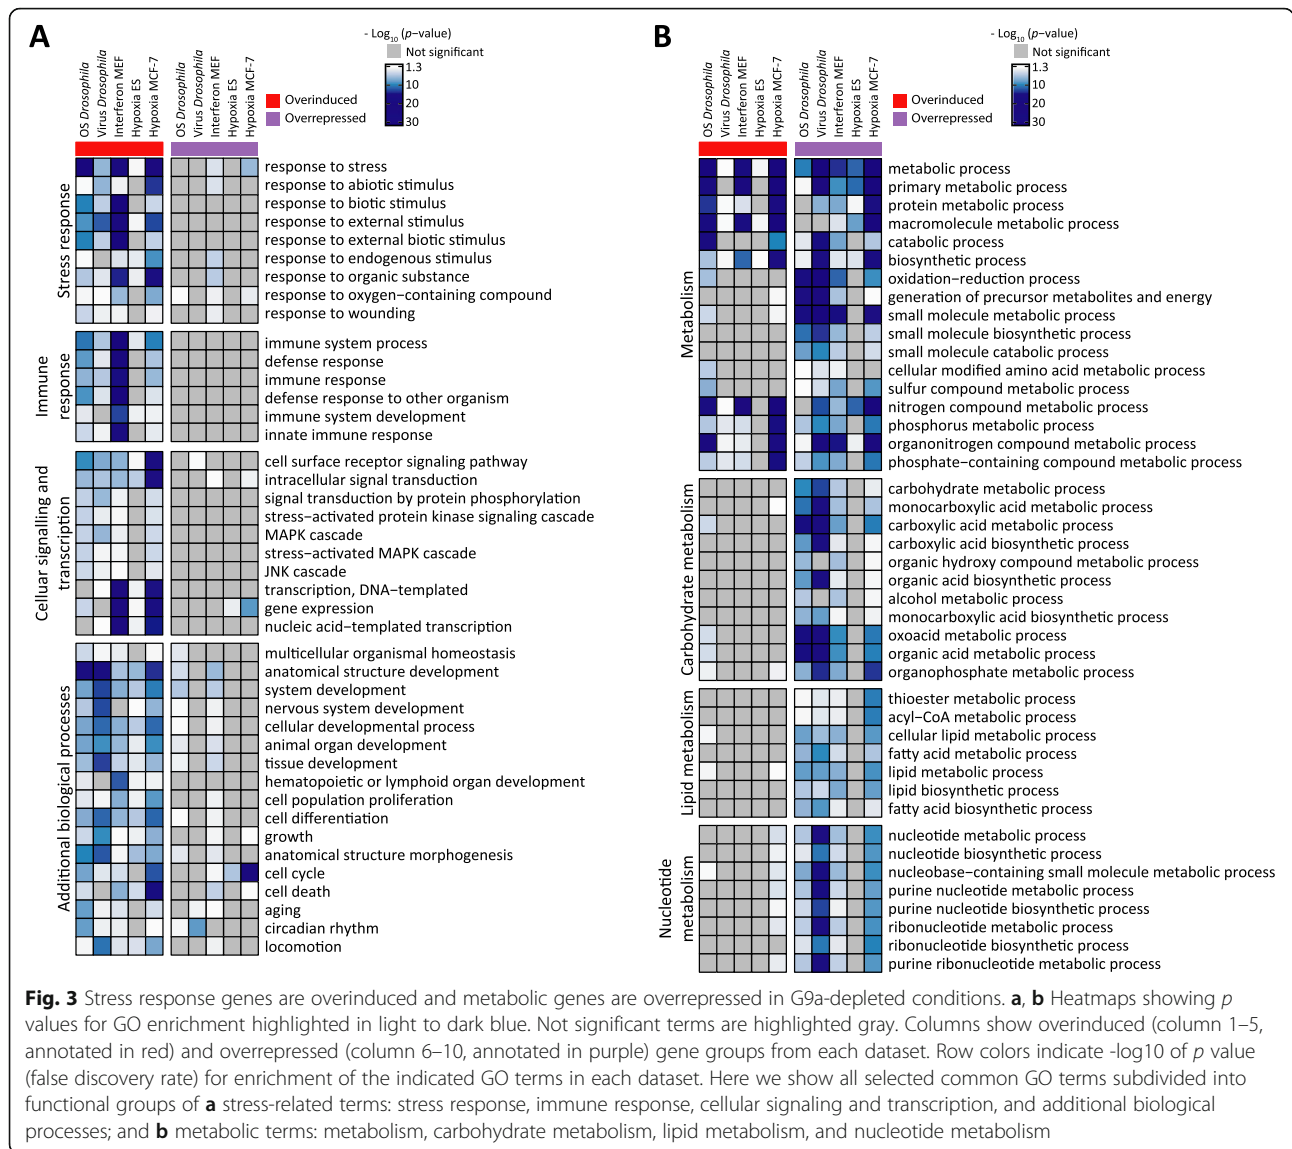 A
OS Drosophila
Virus Drosophila
Interferon MEF
Hypoxia ES
Hypoxia MCF-7
OS Drosophila
Virus Drosophila
Interferon MEF
Hypoxia ES
Hypoxia MCF-7
- Log10 (p−value)
Not significant
1.3
10
20
30
Overinduced
Overrepressed
Stress response
response to stress
response to abiotic stimulus
response to biotic stimulus
response to external stimulus
response to external biotic stimulus
response to endogenous stimulus
response to organic substance
response to oxygen−containing compound
response to wounding
Immune
response
immune system process
defense response
immune response
defense response to other organism
immune system development
innate immune response
Celluar signalling and
transcription
cell surface receptor signaling pathway
intracellular signal transduction
signal transduction by protein phosphorylation
stress−activated protein kinase signaling cascade
MAPK cascade
stress−activated MAPK cascade
JNK cascade
transcription, DNA−templated
gene expression
nucleic acid−templated transcription
Additional biological processes
multicellular organismal homeostasis
anatomical structure development
system development
nervous system development
cellular developmental process
animal organ development
tissue development
hematopoietic or lymphoid organ development
cell population proliferation
cell differentiation
growth
anatomical structure morphogenesis
cell cycle
cell death
aging
circadian rhythm
locomotion
B
OS Drosophila
Virus Drosophila
Interferon MEF
Hypoxia ES
Hypoxia MCF-7
OS Drosophila
Virus Drosophila
Interferon MEF
Hypoxia ES
Hypoxia MCF-7
- Log10 (p−value)
Not significant
1.3
10
20
30
Overinduced
Overrepressed
Metabolism
metabolic process
primary metabolic process
protein metabolic process
macromolecule metabolic process
catabolic process
biosynthetic process
oxidation−reduction process
generation of precursor metabolites and energy
small molecule metabolic process
small molecule biosynthetic process
small molecule catabolic process
cellular modified amino acid metabolic process
sulfur compound metabolic process
nitrogen compound metabolic process
phosphorus metabolic process
organonitrogen compound metabolic process
phosphate−containing compound metabolic process
Carbohydrate metabolism
carbohydrate metabolic process
monocarboxylic acid metabolic process
carboxylic acid metabolic process
carboxylic acid biosynthetic process
organic hydroxy compound metabolic process
organic acid biosynthetic process
alcohol metabolic process
monocarboxylic acid biosynthetic process
oxoacid metabolic process
organic acid metabolic process
organophosphate metabolic process
Lipid metabolism
thioester metabolic process
acyl−CoA metabolic process
cellular lipid metabolic process
fatty acid metabolic process
lipid metabolic process
lipid biosynthetic process
fatty acid biosynthetic process
Nucleotide
metabolism
nucleotide metabolic process
nucleotide biosynthetic process
nucleobase−containing small molecule metabolic process
purine nucleotide metabolic process
purine nucleotide biosynthetic process
ribonucleotide metabolic process
ribonucleotide biosynthetic process
purine ribonucleotide metabolic process
Fig. 3 Stress response genes are overinduced and metabolic genes are overrepressed in G9a-depleted conditions. a, b Heatmaps showing p
values for GO enrichment highlighted in light to dark blue. Not significant terms are highlighted gray. Columns show overinduced (column 1–5,
annotated in red) and overrepressed (column 6–10, annotated in purple) gene groups from each dataset. Row colors indicate -log10 of p value
(false discovery rate) for enrichment of the indicated GO terms in each dataset. Here we show all selected common GO terms subdivided into
functional groups of a stress-related terms: stress response, immune response, cellular signaling and transcription, and additional biological
processes; and b metabolic terms: metabolism, carbohydrate metabolism, lipid metabolism, and nucleotide metabolism